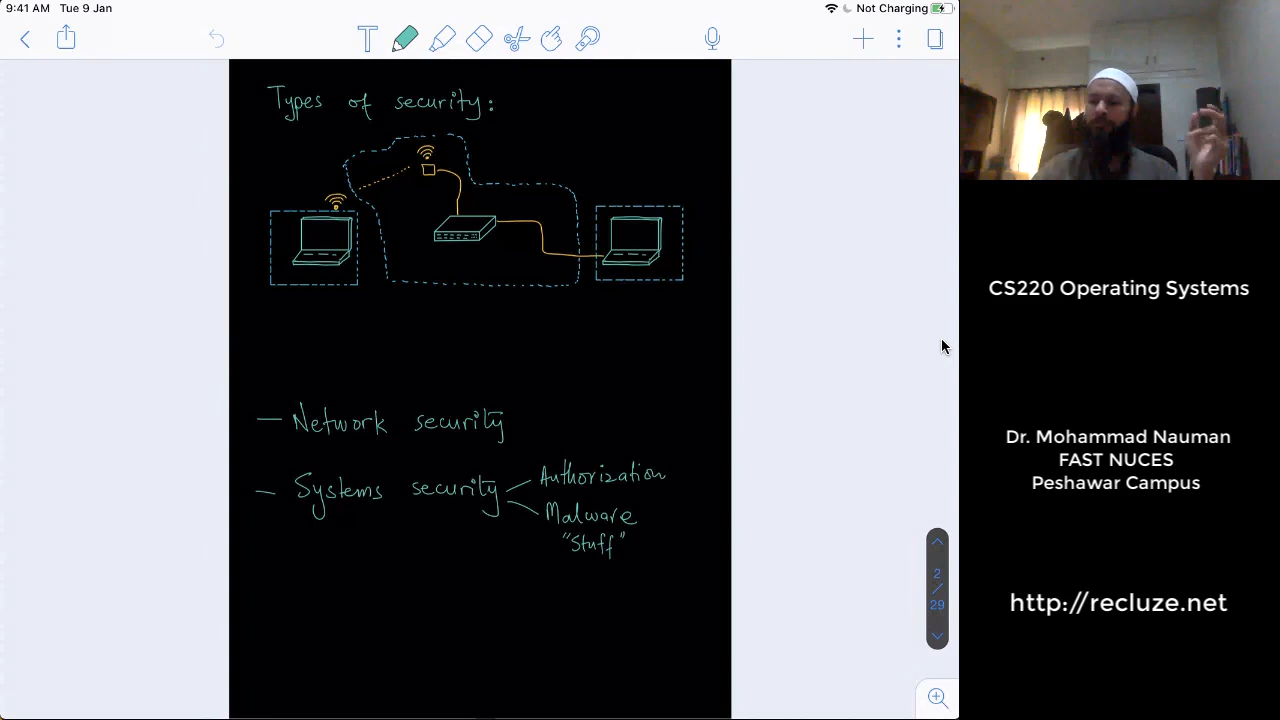 9:41 AM Tue 9 Jan
Not Charging
Types of security:
— Network security
— Systems security
Authorization
Malware
"Stuff"
2
/
29
CS220 Operating Systems
Dr. Mohammad Nauman
FAST NUCES
Peshawar Campus
http://recluze.net